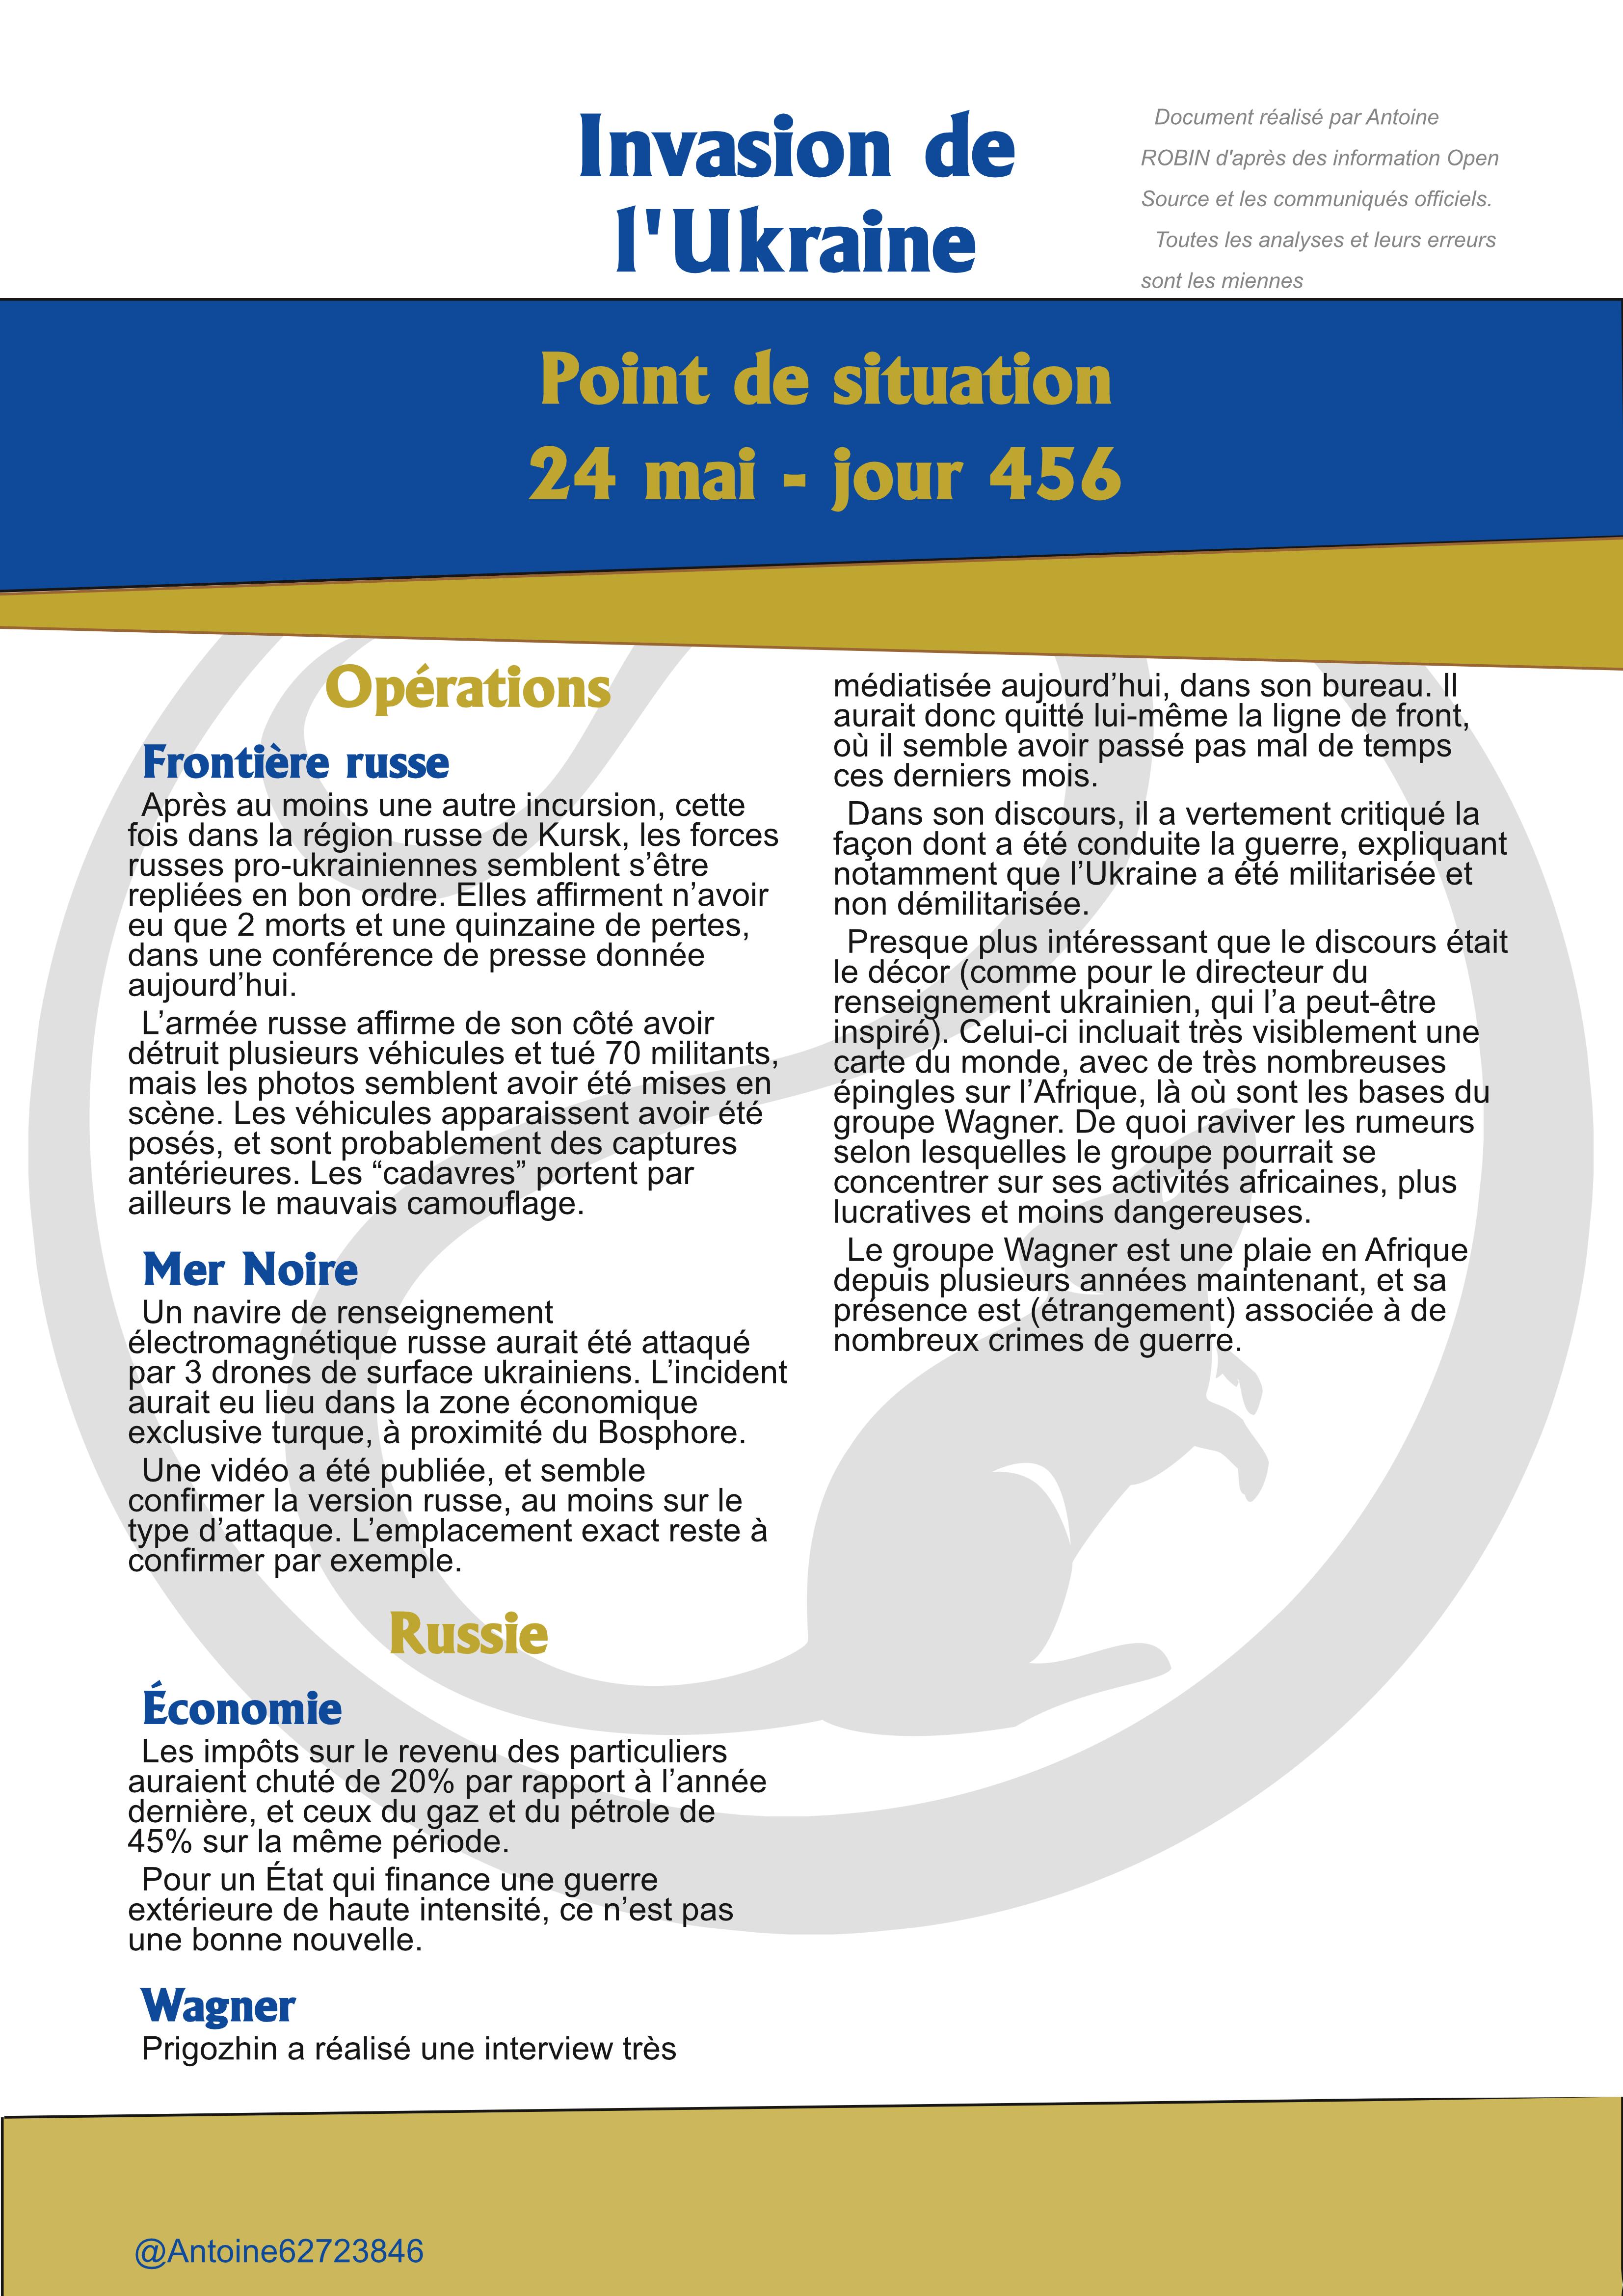 Invasion de
l'Ukraine
Document réalisé par Antoine
ROBIN d'après des information Open
Source et les communiqués officiels.
Toutes les analyses et leurs erreurs
sont les miennes
Point de situation
24 mai - jour 456
Opérations
Frontière russe
Après au moins une autre incursion, cette
fois dans la région russe de Kursk, les forces
russes pro-ukrainiennes semblent s’être
repliées en bon ordre. Elles affirment n’avoir
eu que 2 morts et une quinzaine de pertes,
dans une conférence de presse donnée
aujourd’hui.
L’armée russe affirme de son côté avoir
détruit plusieurs véhicules et tué 70 militants,
mais les photos semblent avoir été mises en
scène. Les véhicules apparaissent avoir été
posés, et sont probablement des captures
antérieures. Les “cadavres” portent par
ailleurs le mauvais camouflage.
Mer Noire
Un navire de renseignement
électromagnétique russe aurait été attaqué
par 3 drones de surface ukrainiens. L’incident
aurait eu lieu dans la zone économique
exclusive turque, à proximité du Bosphore.
Une vidéo a été publiée, et semble
confirmer la version russe, au moins sur le
type d’attaque. L’emplacement exact reste à
confirmer par exemple.
Russie
Économie
Les impôts sur le revenu des particuliers
auraient chuté de 20% par rapport à l’année
dernière, et ceux du gaz et du pétrole de
45% sur la même période.
Pour un État qui finance une guerre
extérieure de haute intensité, ce n’est pas
une bonne nouvelle.
Wagner
Prigozhin a réalisé une interview très
médiatisée aujourd’hui, dans son bureau. Il
aurait donc quitté lui-même la ligne de front,
où il semble avoir passé pas mal de temps
ces derniers mois.
Dans son discours, il a vertement critiqué la
façon dont a été conduite la guerre, expliquant
notamment que l’Ukraine a été militarisée et
non démilitarisée.
Presque plus intéressant que le discours était
le décor (comme pour le directeur du
renseignement ukrainien, qui l’a peut-être
inspiré). Celui-ci incluait très visiblement une
carte du monde, avec de très nombreuses
épingles sur l’Afrique, là où sont les bases du
groupe Wagner. De quoi raviver les rumeurs
selon lesquelles le groupe pourrait se
concentrer sur ses activités africaines, plus
lucratives et moins dangereuses.
Le groupe Wagner est une plaie en Afrique
depuis plusieurs années maintenant, et sa
présence est (étrangement) associée à de
nombreux crimes de guerre.
@Antoine62723846